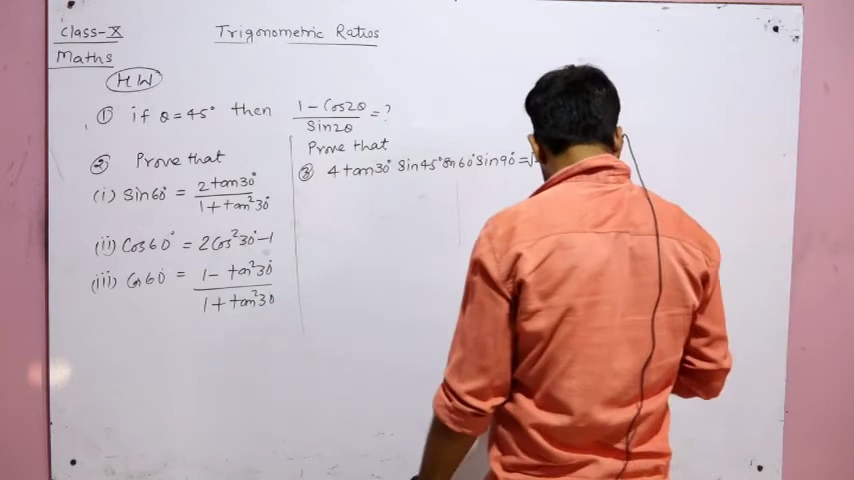 Class-X
Maths
Trigonometric Ratios
HW
① if θ = 45° then (1 - Cos2θ)/(Sin2θ) = ?
② Prove that
(i) Sin60° = (2tan30°)/(1 + tan²30°)
(ii) Cos60° = 2Cos²30° - 1
(iii) Cos60° = (1 - tan²30°)/(1 + tan²30)
Prove that
③ 4 tan30° Sin45° Sin60° Sin90° = √